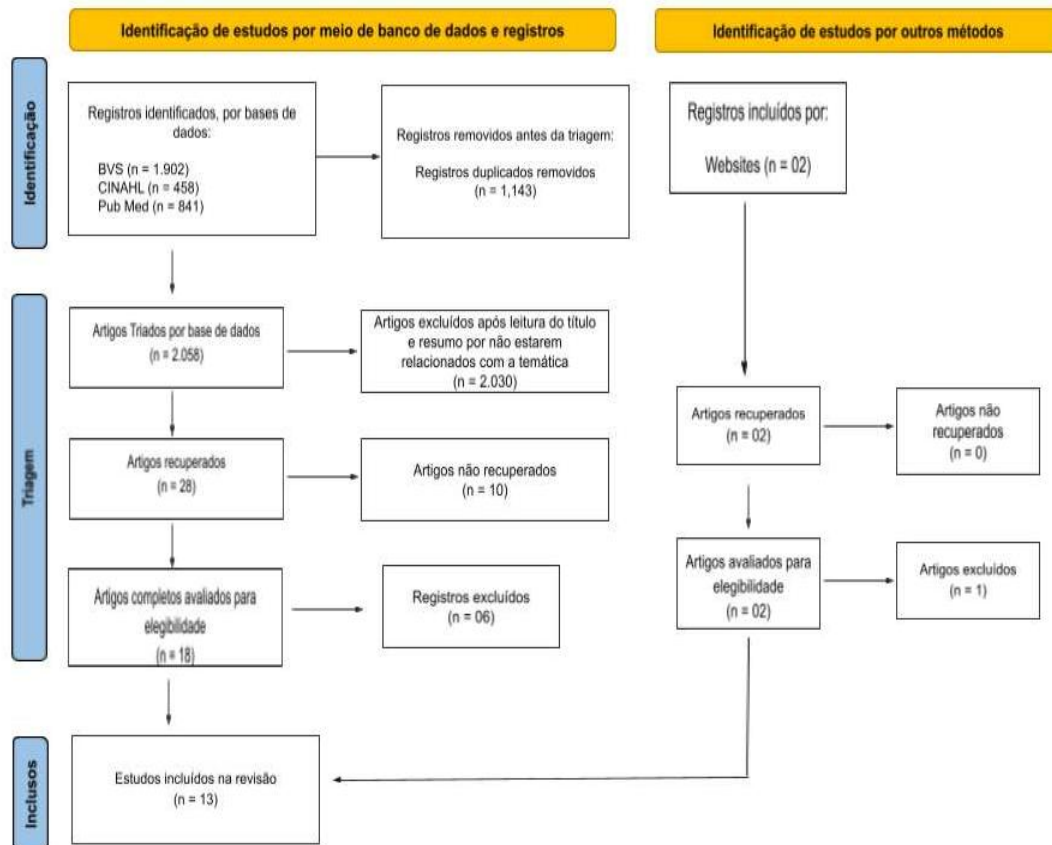 Identificação de estudos por meio de banco de dados e registros
Identificação de estudos por outros métodos
Identificação
Registros identificados, por bases de
dados:
BVS (n = 1.902)
CINAHL (n = 458)
Pub Med (n = 841)
Registros removidos antes da triagem:
Registros duplicados removidos
(n = 1,143)
Registros incluídos por:
Websites (n = 02)
Triagem
Artigos Triados por base de dados
(n = 2.058)
Artigos excluídos após leitura do título
e resumo por não estarem
relacionados com a temática
(n = 2.030)
Artigos recuperados
(n = 28)
Artigos não recuperados
(n = 10)
Artigos recuperados
(n = 02)
Artigos não
recuperados
(n = 0)
Artigos completos avaliados para
elegibilidade
(n = 18)
Registros excluídos
(n = 06)
Artigos avaliados para
elegibilidade
(n = 02)
Artigos excluídos
(n = 1)
Inclusos
Estudos incluídos na revisão
(n = 13)